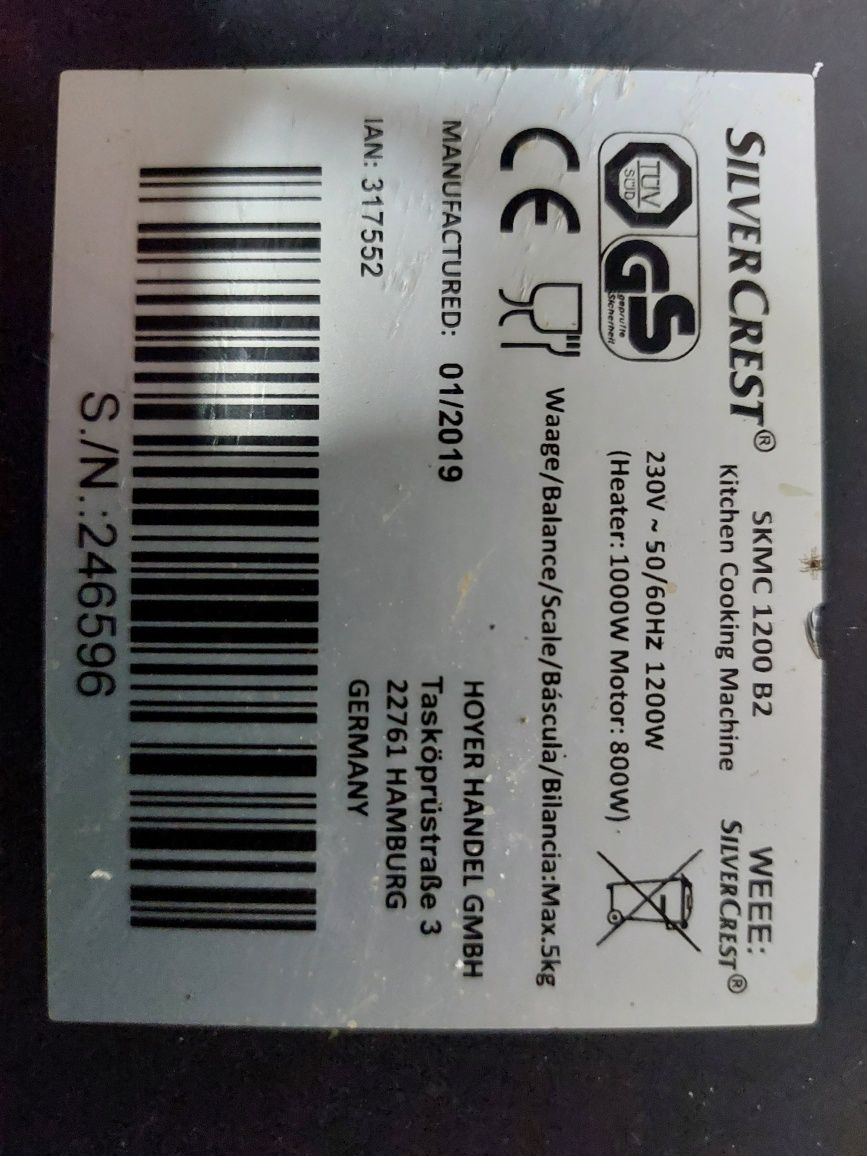 SILVERCREST®
SKMC 1200 B2
Kitchen Cooking Machine
WEEE:
SILVERCREST®
TÜV
SÜD
GS
geprüfte
Sicherheit
230V ~ 50/60Hz 1200W
(Heater: 1000W Motor: 800W)
CE
Waage/Balance/Scale/Báscula/Bilancia:Max.5kg
MANUFACTURED: 01/2019
IAN: 317552
HOYER HANDEL GMBH
Tasköprüstraße 3
22761 HAMBURG
GERMANY
S./N.:246596